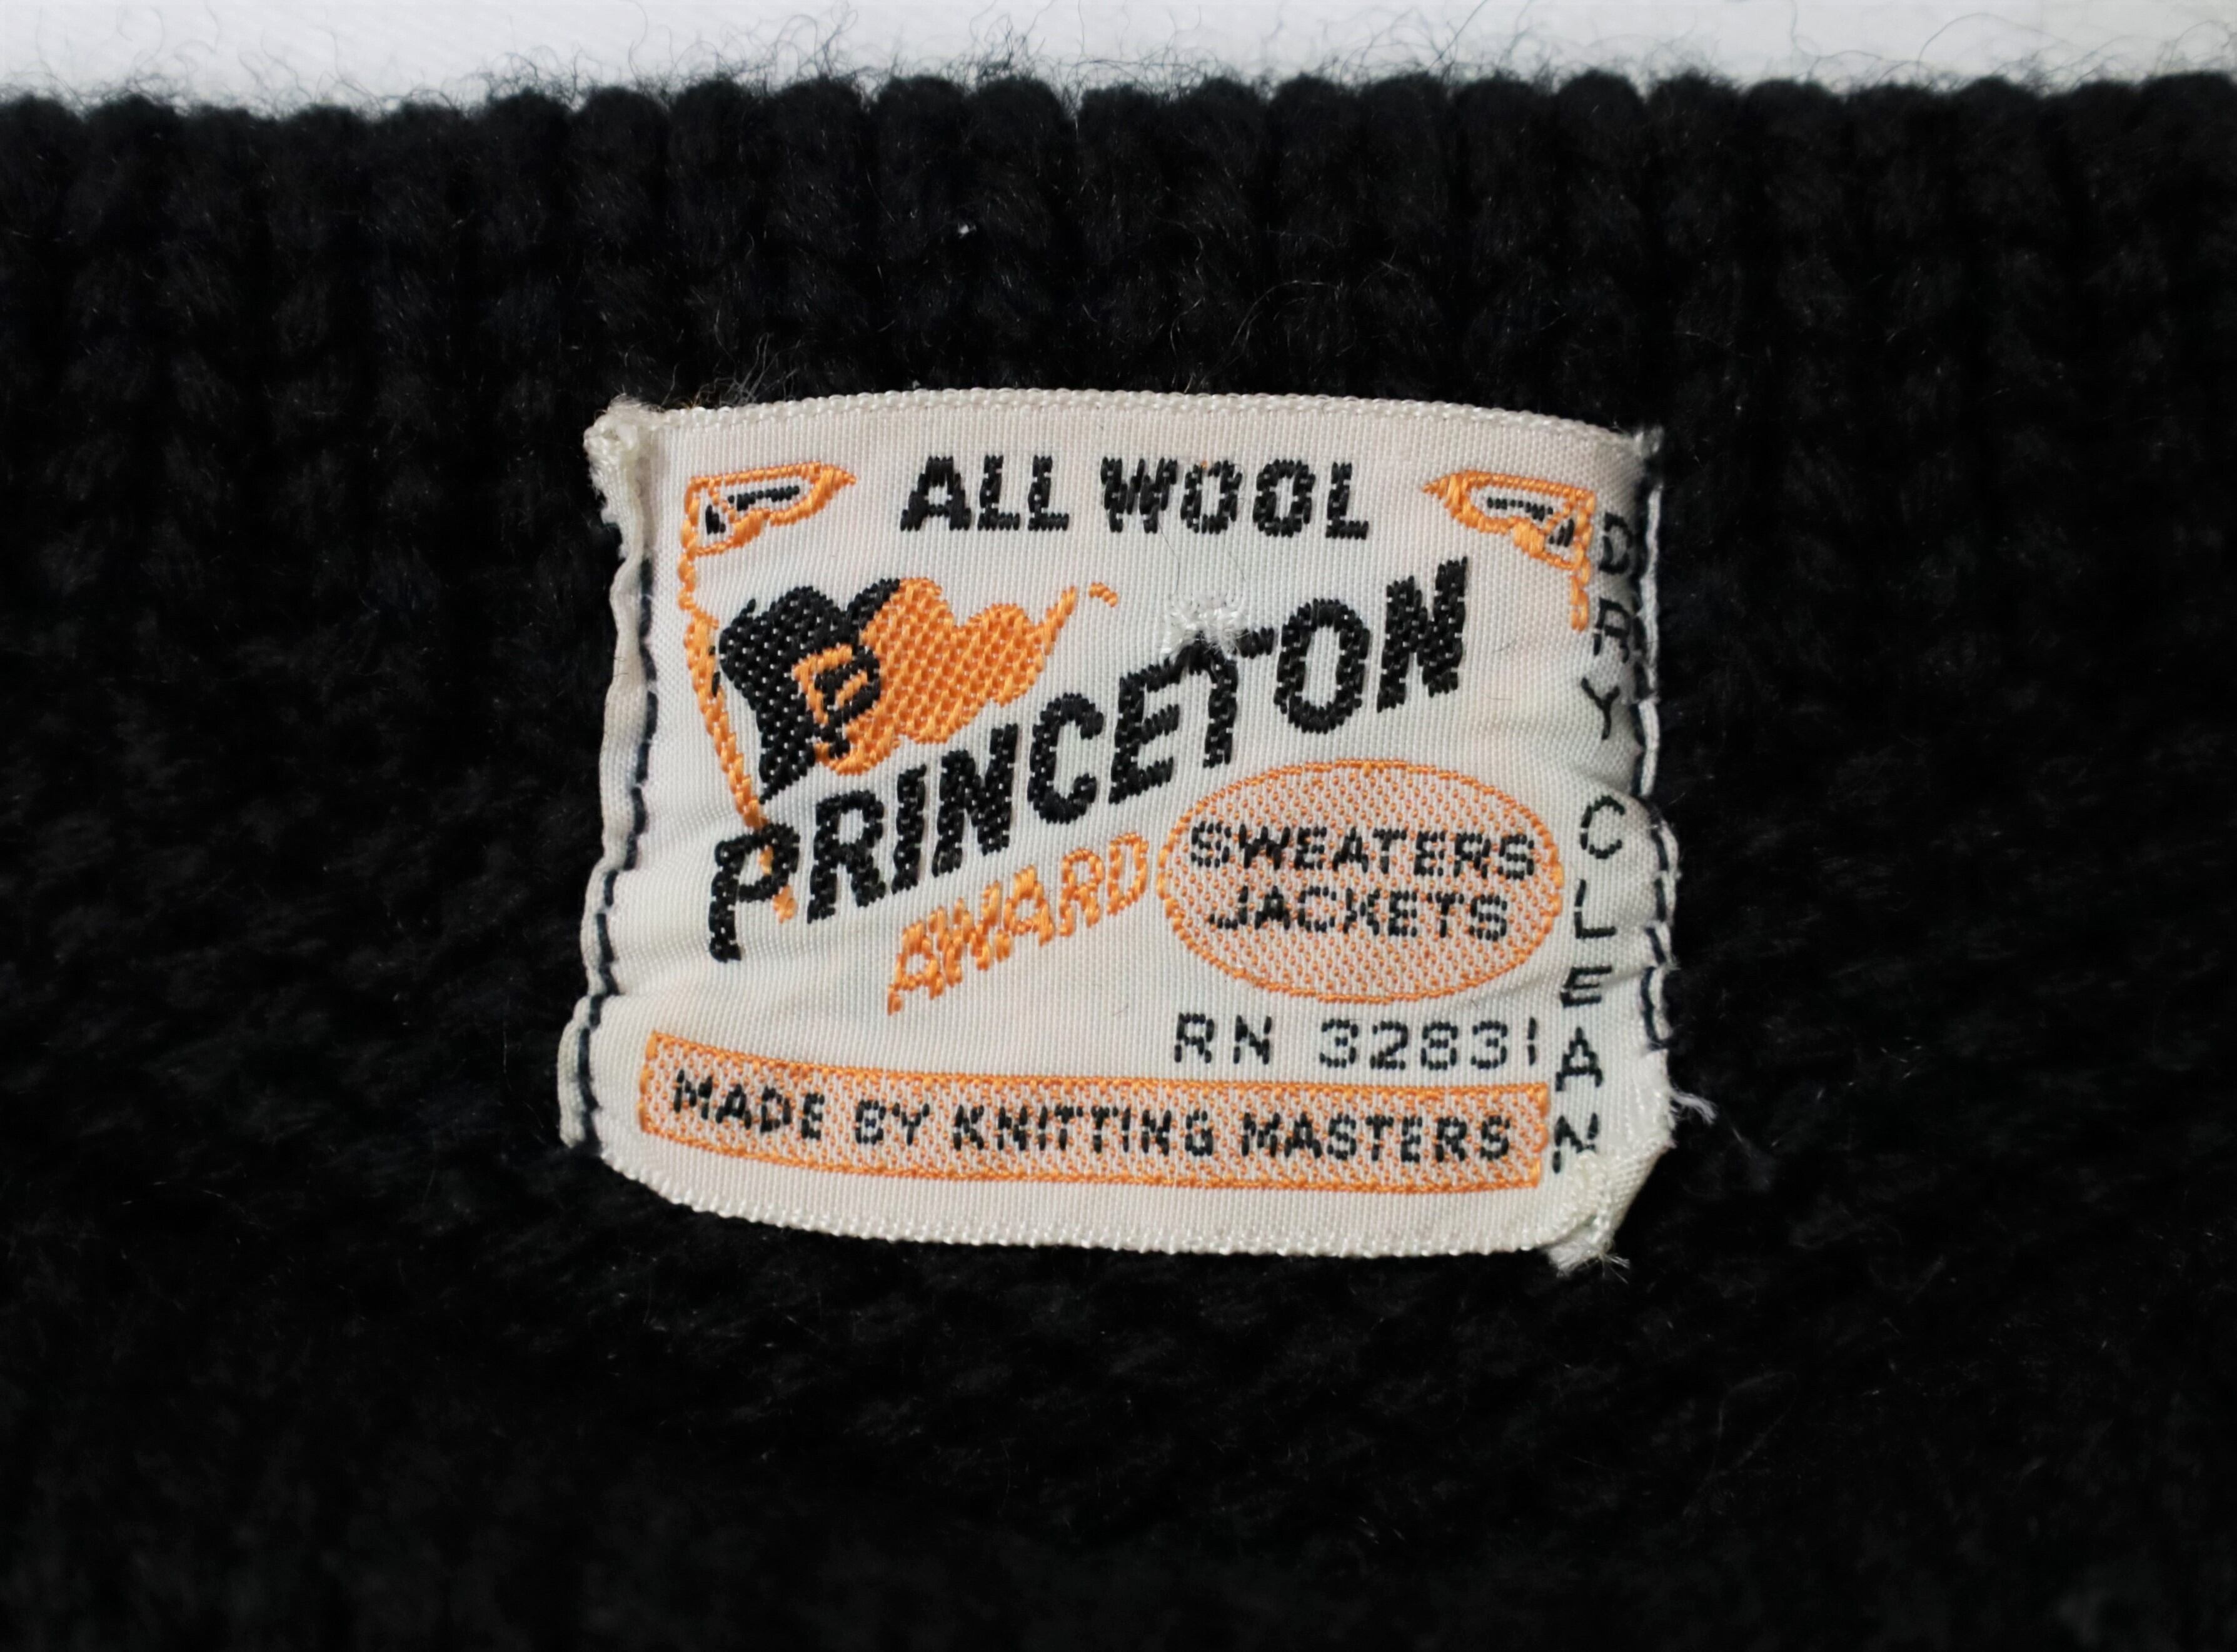 ALL WOOL
P
PRINCETON
AWARD
SWEATERS
JACKETS
RN 32831
MADE BY KNITTING MASTERS
DRY CLEAN